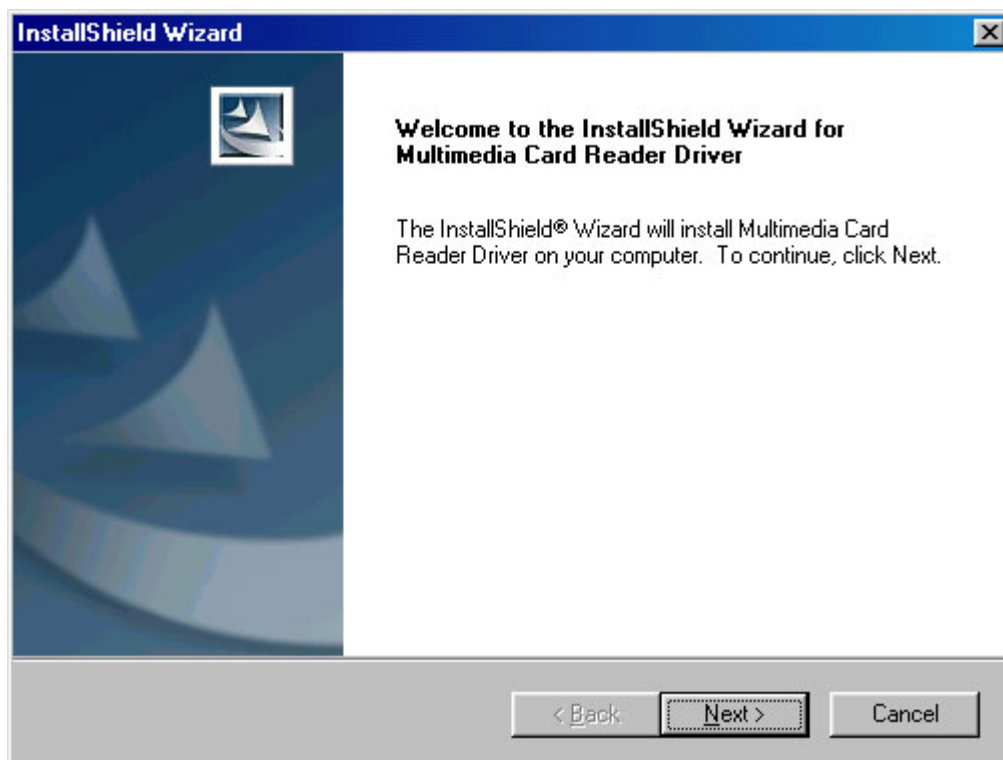 InstallShield Wizard
Welcome to the InstallShield Wizard for
Multimedia Card Reader Driver
The InstallShield® Wizard will install Multimedia Card
Reader Driver on your computer.  To continue, click Next.
< Back
Next >
Cancel